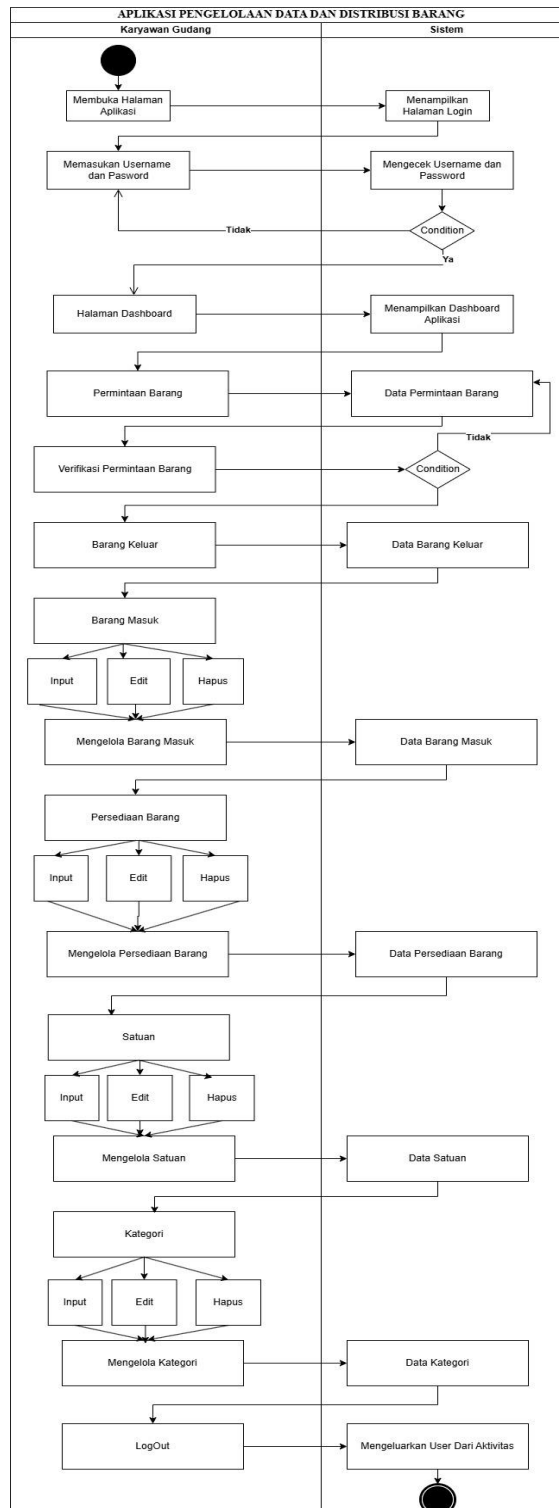 APLIKASI PENGELOLAAN DATA DAN DISTRIBUSI BARANG
Karyawan Gudang
Sistem
Membuka Halaman
Aplikasi
Menampilkan
Halaman Login
Memasukan Username
dan Pasword
Mengecek Username dan
Password
Tidak
Condition
Ya
Halaman Dashboard
Menampilkan Dashboard
Aplikasi
Permintaan Barang
Data Permintaan Barang
Tidak
Verifikasi Permintaan Barang
Condition
Barang Keluar
Data Barang Keluar
Barang Masuk
Input
Edit
Hapus
Mengelola Barang Masuk
Data Barang Masuk
Persediaan Barang
Input
Edit
Hapus
Mengelola Persediaan Barang
Data Persediaan Barang
Satuan
Input
Edit
Hapus
Mengelola Satuan
Data Satuan
Kategori
Input
Edit
Hapus
Mengelola Kategori
Data Kategori
LogOut
Mengeluarkan User Dari Aktivitas